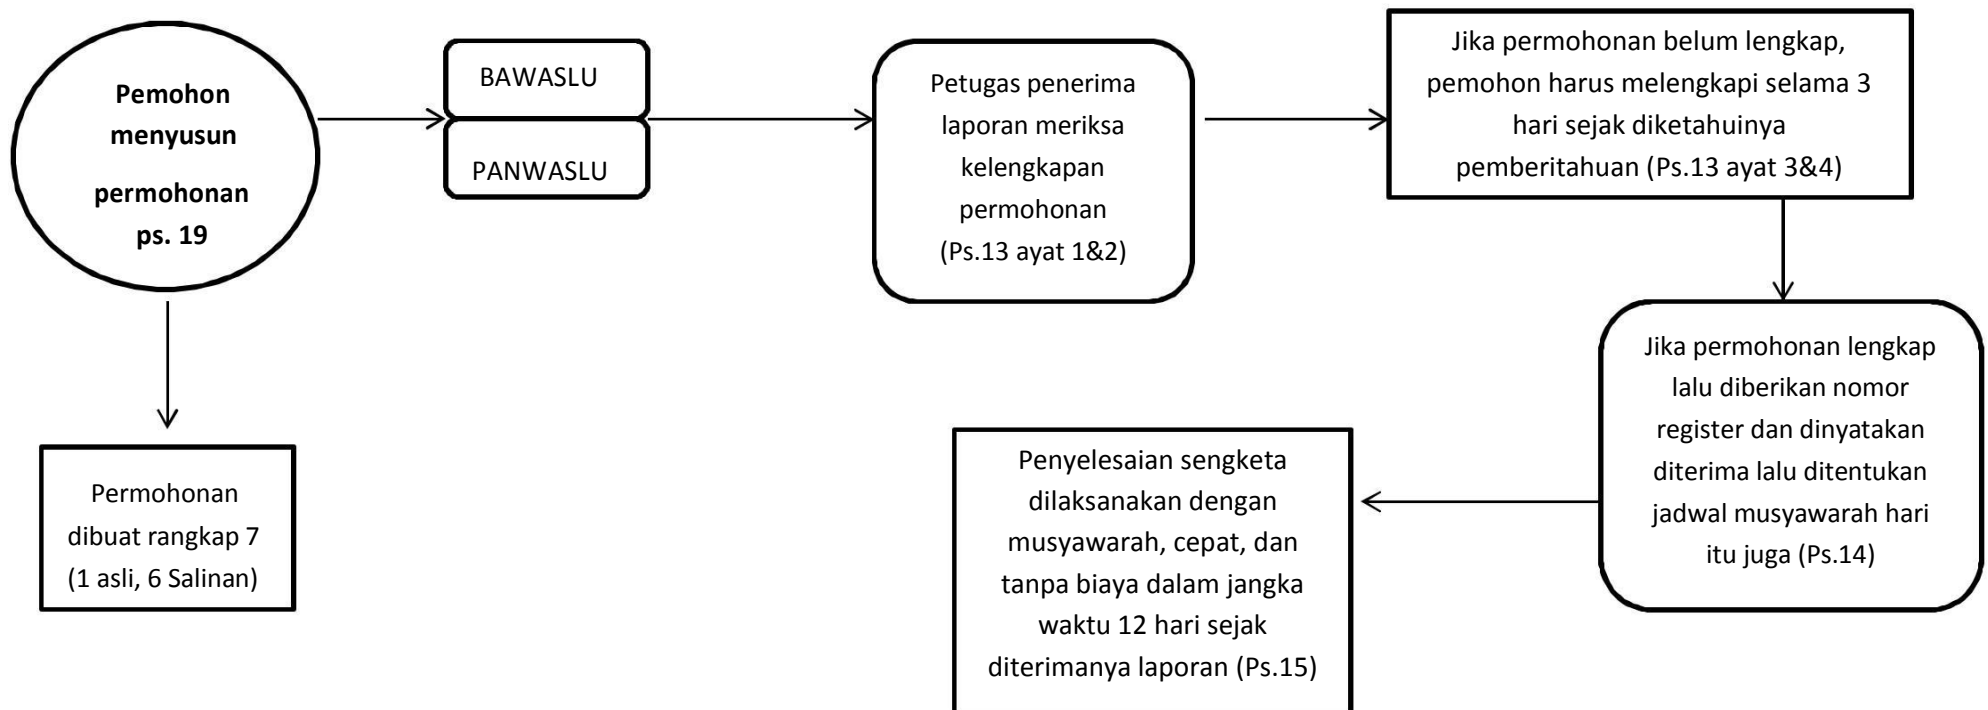 Pemohon
menyusun
permohonan
ps. 19
BAWASLU
PANWASLU
Petugas penerima
laporan meriksa
kelengkapan
permohonan
(Ps.13 ayat 1&2)
Jika permohonan belum lengkap,
pemohon harus melengkapi selama 3
hari sejak diketahuinya
pemberitahuan (Ps.13 ayat 3&4)
Jika permohonan lengkap
lalu diberikan nomor
register dan dinyatakan
diterima lalu ditentukan
jadwal musyawarah hari
itu juga (Ps.14)
Penyelesaian sengketa
dilaksanakan dengan
musyawarah, cepat, dan
tanpa biaya dalam jangka
waktu 12 hari sejak
diterimanya laporan (Ps.15)
Permohonan
dibuat rangkap 7
(1 asli, 6 Salinan)